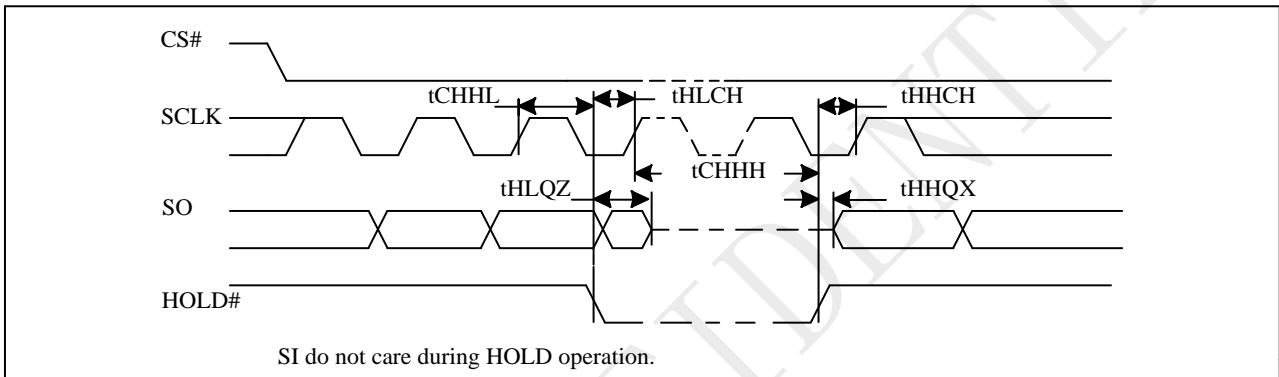 CS#
tCHHL tHLCH tHHCH
SCLK
tCHHH
tHLQZ tHHQX
SO
HOLD#
SI do not care during HOLD operation.